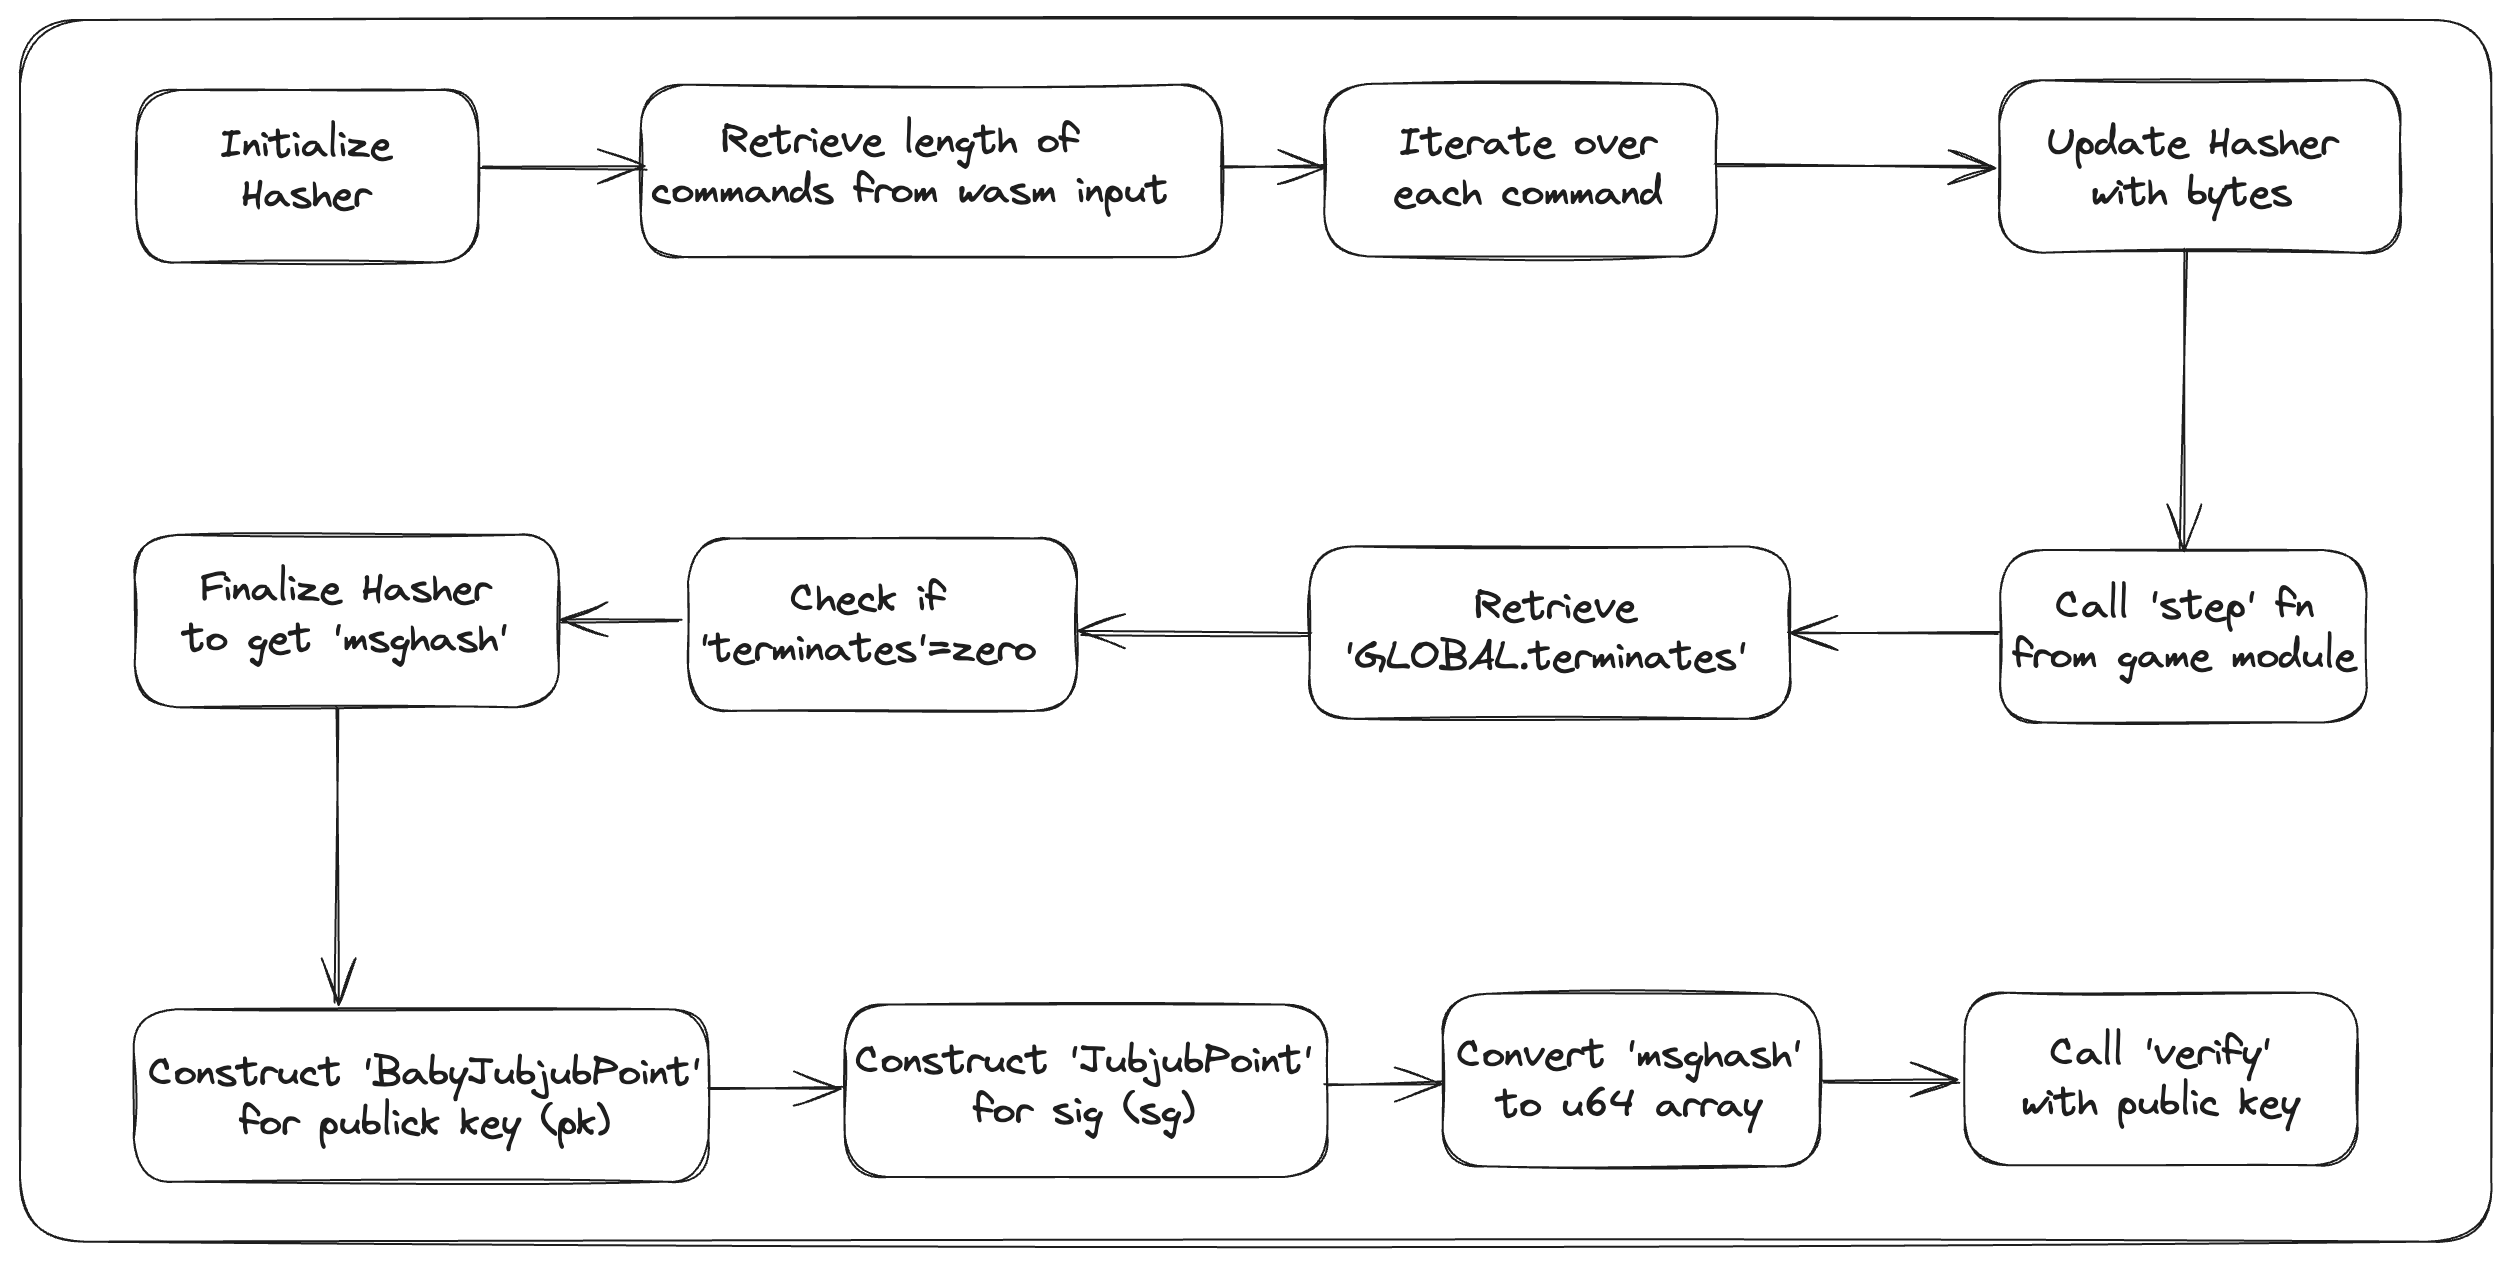 Initialize
Hasher
Retrieve length of
commands from wasm input
Iterate over
each command
Update Hasher
with bytes
Call 'step' fn
from game module
Retrieve
'GLOBAL.terminates'
Check if
'terminates'=zero
Finalize Hasher
to get 'msghash'
Construct 'BabyJubjubPoint'
for publick key (pk)
Construct 'JubjubPoint'
for sig (sg)
Convert 'msghash'
to u64 array
Call 'verify'
with public key